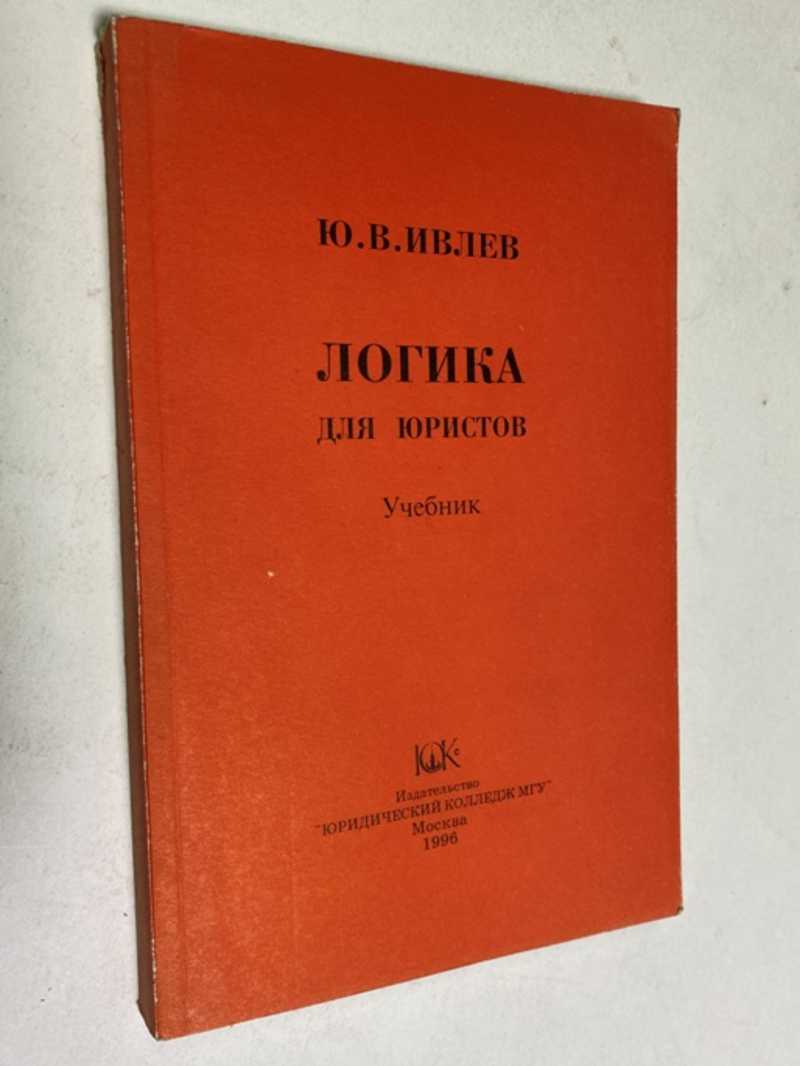 Ю.В.ИВЛЕВ
ЛОГИКА
ДЛЯ ЮРИСТОВ
Учебник
ЮК©
Издательство
"ЮРИДИЧЕСКИЙ КОЛЛЕДЖ МГУ"
Москва
1996